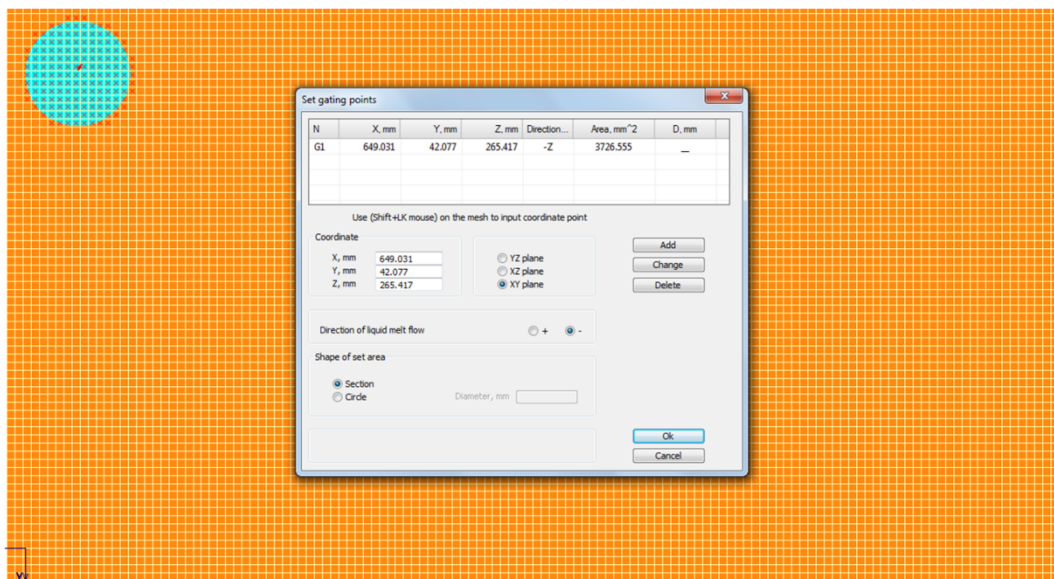 Set gating points
N X, mm Y, mm Z, mm Direction... Area, mm^2 D, mm
G1 649.031 42.077 265.417 -Z 3726.555 __
Use (Shift+LK mouse) on the mesh to input coordinate point
Coordinate
X, mm 649.031
Y, mm 42.077
Z, mm 265.417
YZ plane
XZ plane
XY plane
Add
Change
Delete
Direction of liquid melt flow + -
Shape of set area
Section
Circle Diameter, mm
Ok
Cancel